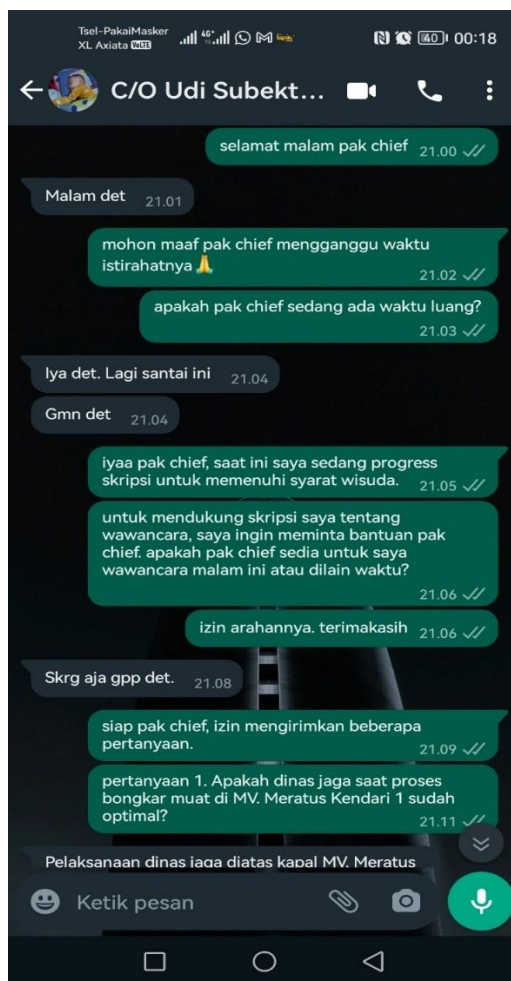 Tsel-PakaiMasker
XL Axiata VoLTE
40 00:18
C/O Udi Subekt...
selamat malam pak chief 21.00
Malam det 21.01
mohon maaf pak chief mengganggu waktu
istirahatnya 🙏 21.02
apakah pak chief sedang ada waktu luang?
21.03
Iya det. Lagi santai ini 21.04
Gmn det 21.04
iyaa pak chief, saat ini saya sedang progress
skripsi untuk memenuhi syarat wisuda. 21.05
untuk mendukung skripsi saya tentang
wawancara, saya ingin meminta bantuan pak
chief. apakah pak chief sedia untuk saya
wawancara malam ini atau dilain waktu?
21.06
izin arahannya. terimakasih 21.06
Skrg aja gpp det. 21.08
siap pak chief, izin mengirimkan beberapa
pertanyaan. 21.09
pertanyaan 1. Apakah dinas jaga saat proses
bongkar muat di MV. Meratus Kendari 1 sudah
optimal? 21.11
Pelaksanaan dinas jaga diatas kapal MV. Meratus
Ketik pesan